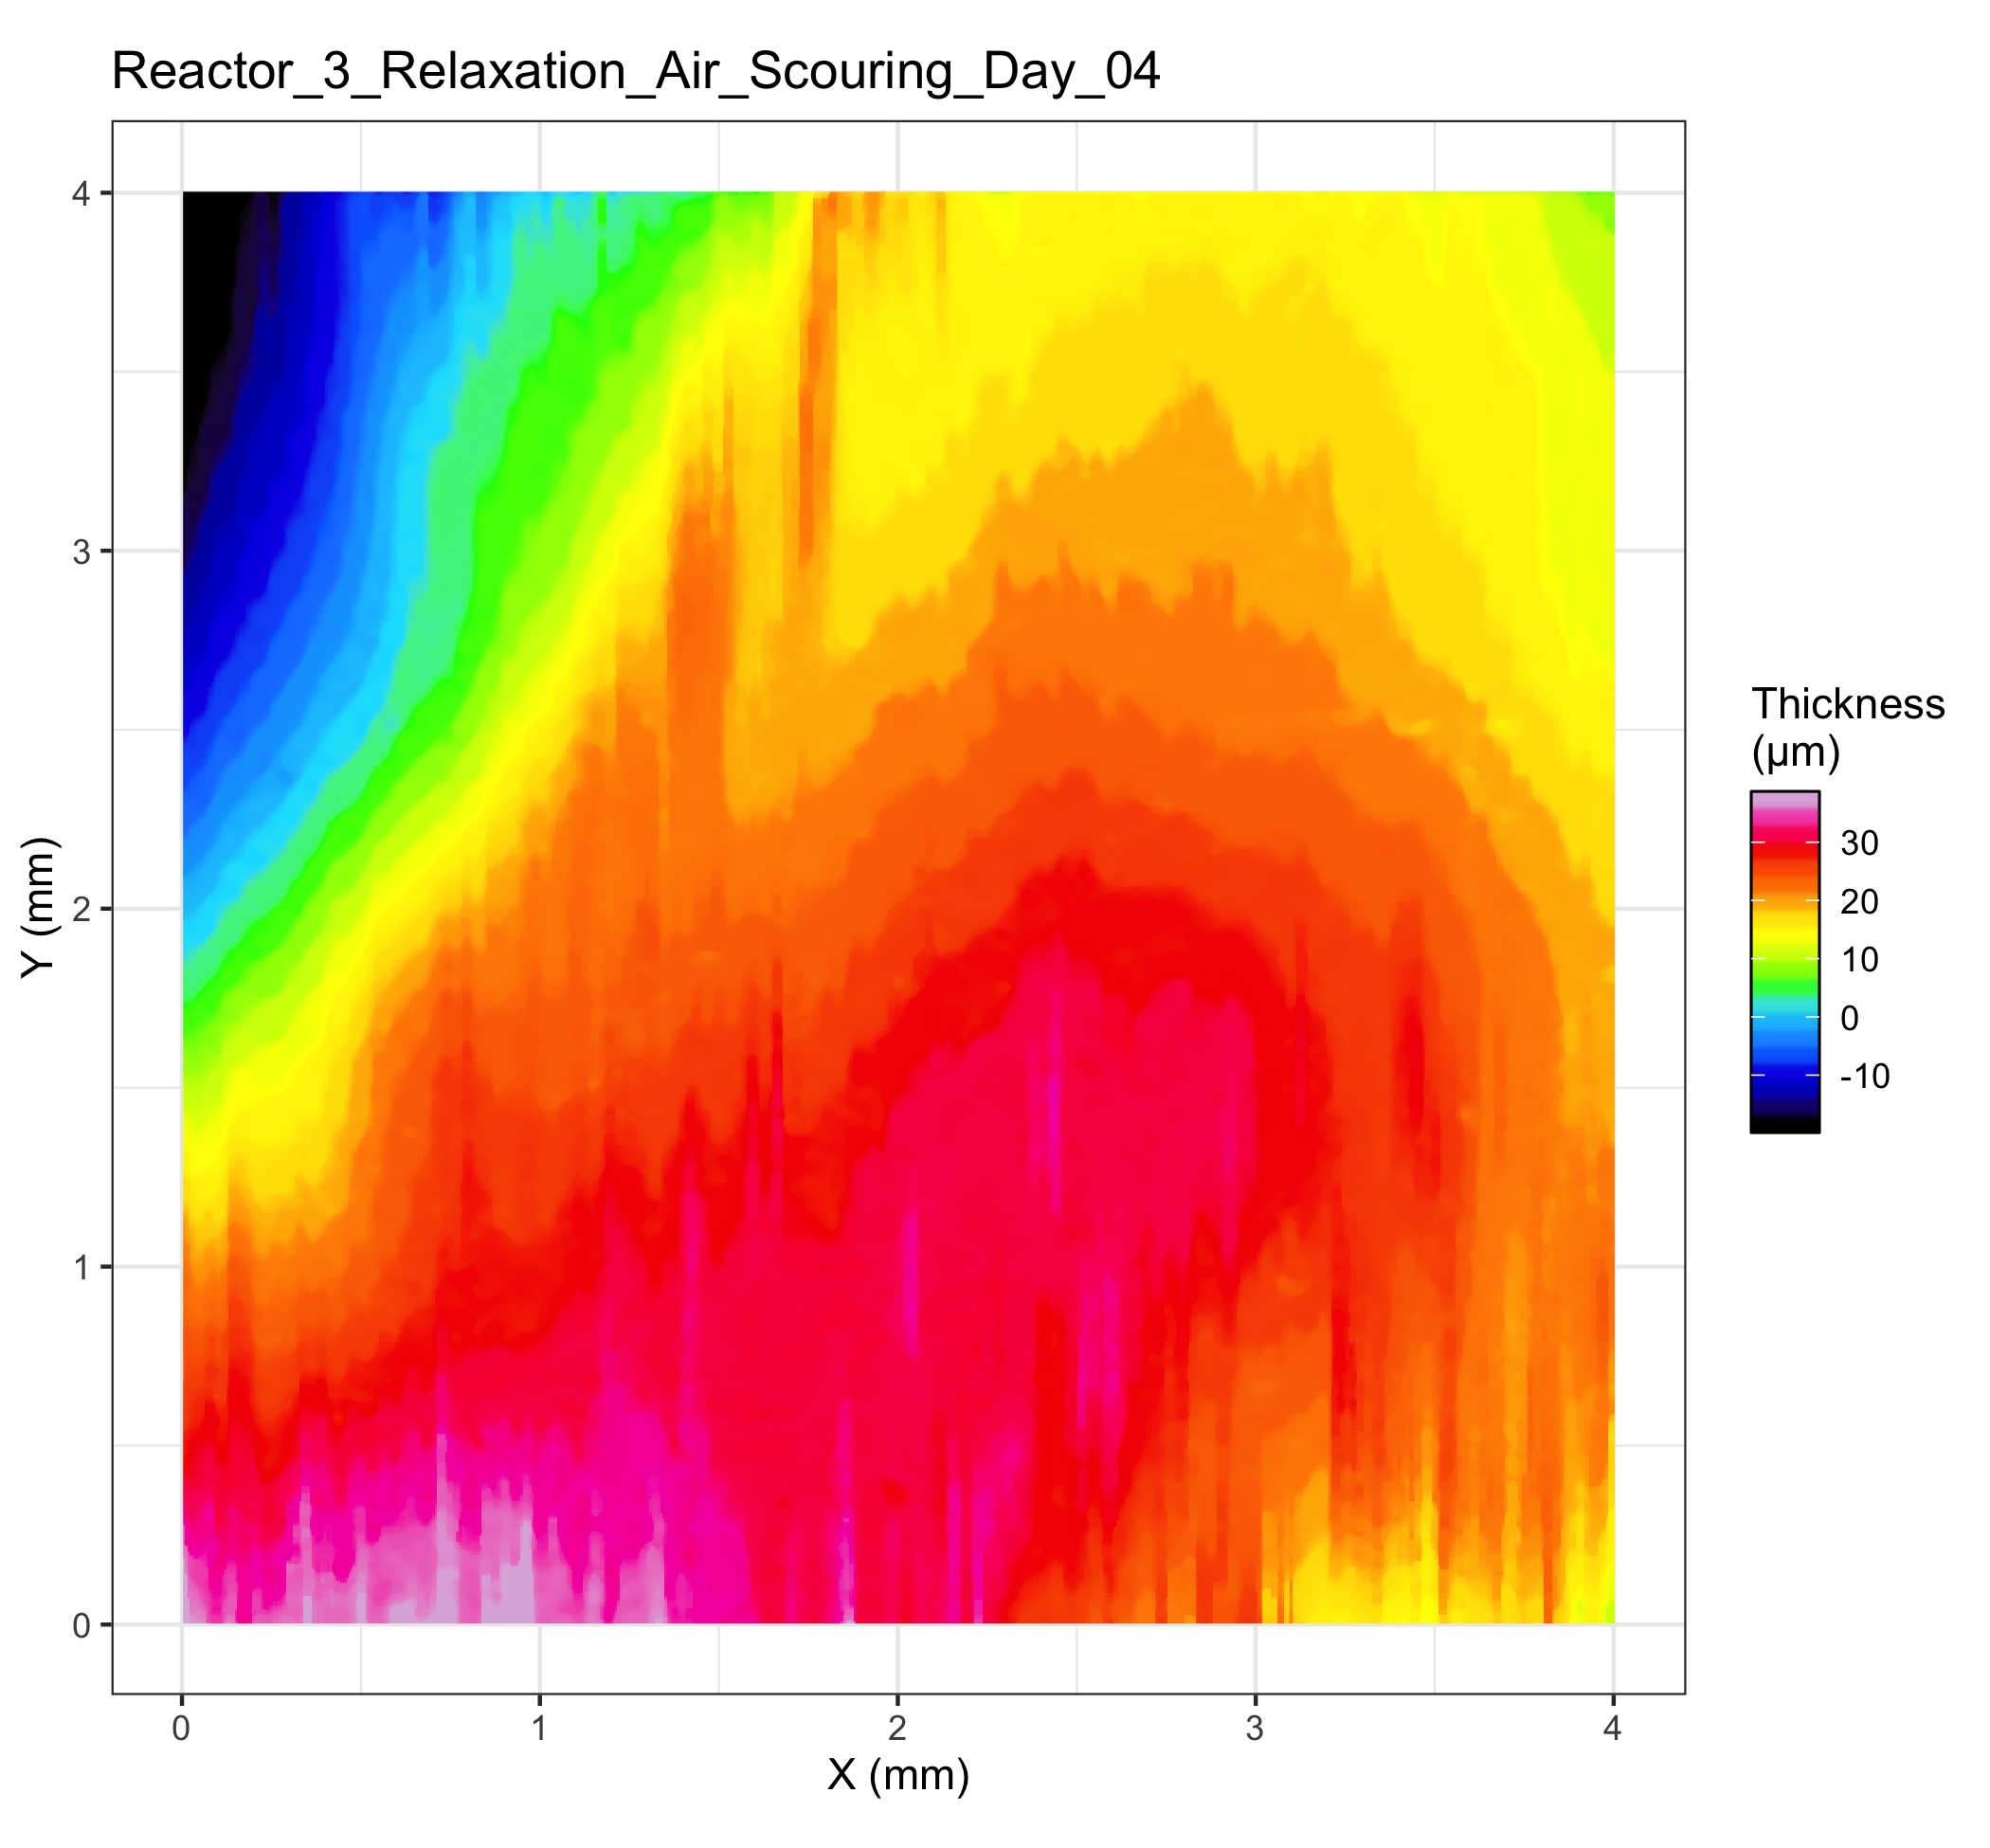 Reactor_3_Relaxation_Air_Scouring_Day_04
4
3
2
1
0
Y (mm)
0 1 2 3 4
X (mm)
Thickness
(µm)
30
20
10
0
-10